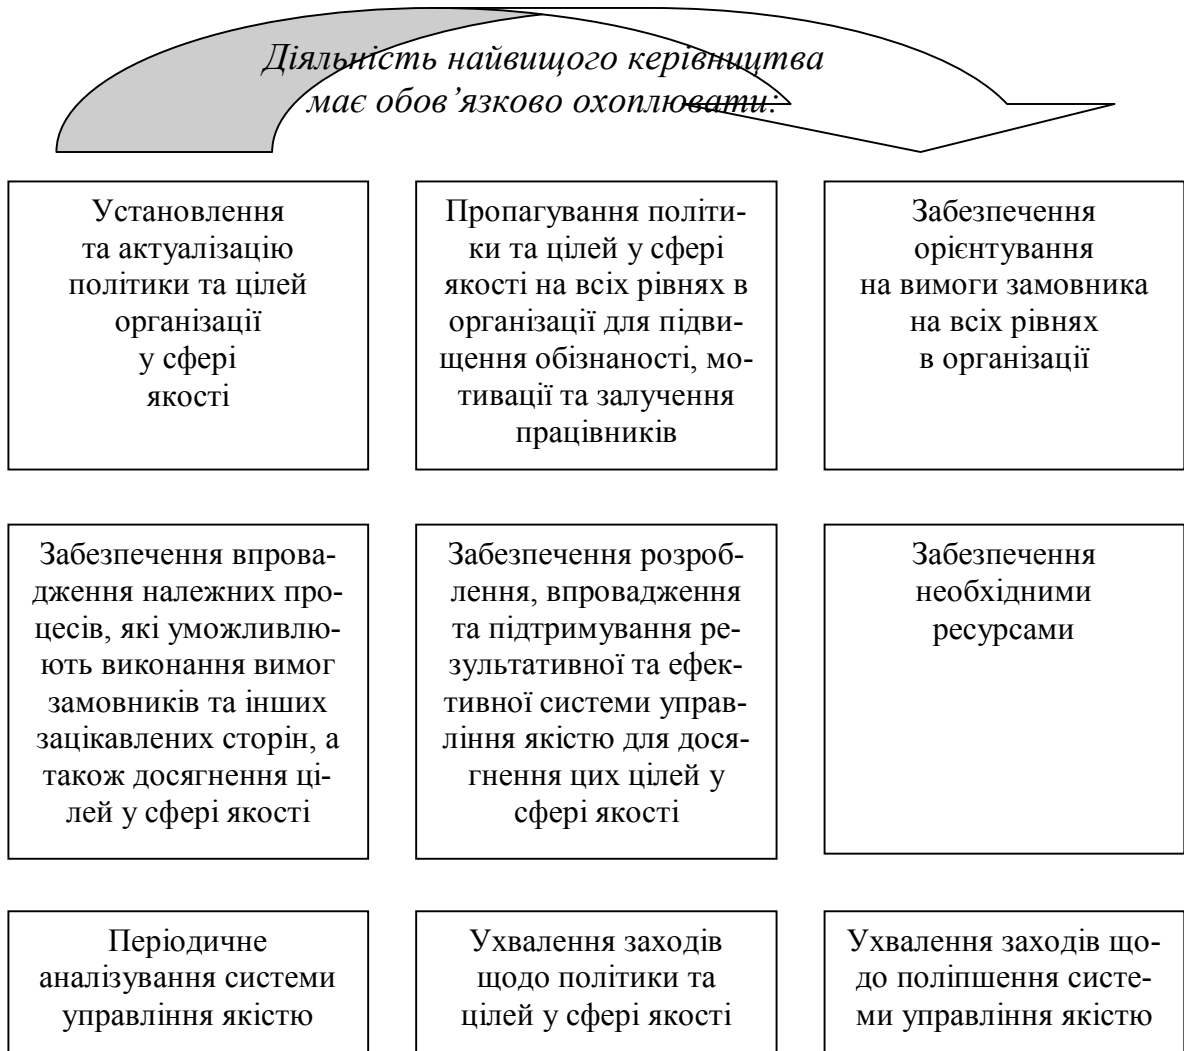 Діяльність найвищого керівництва
має обов’язково охоплювати:
Установлення
та актуалізацію
політики та цілей
організації
у сфері
якості
Пропагування політи-
ки та цілей у сфері
якості на всіх рівнях в
організації для підви-
щення обізнаності, мо-
тивації та залучення
працівників
Забезпечення
орієнтування
на вимоги замовника
на всіх рівнях
в організації
Забезпечення впрова-
дження належних про-
цесів, які уможливлю-
ють виконання вимог
замовників та інших
зацікавлених сторін, а
також досягнення ці-
лей у сфері якості
Забезпечення розроб-
лення, впровадження
та підтримування ре-
зультативної та ефек-
тивної системи управ-
ління якістю для дося-
гнення цих цілей у
сфері якості
Забезпечення
необхідними
ресурсами
Періодичне
аналізування системи
управління якістю
Ухвалення заходів
щодо політики та
цілей у сфері якості
Ухвалення заходів що-
до поліпшення систе-
ми управління якістю